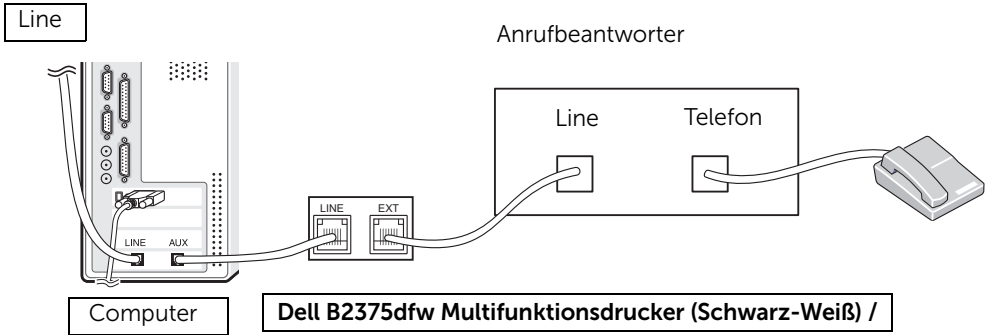 Line
Anrufbeantworter
Line Telefon
LINE EXT
LINE AUX
Computer
Dell B2375dfw Multifunktionsdrucker (Schwarz-Weiß) /